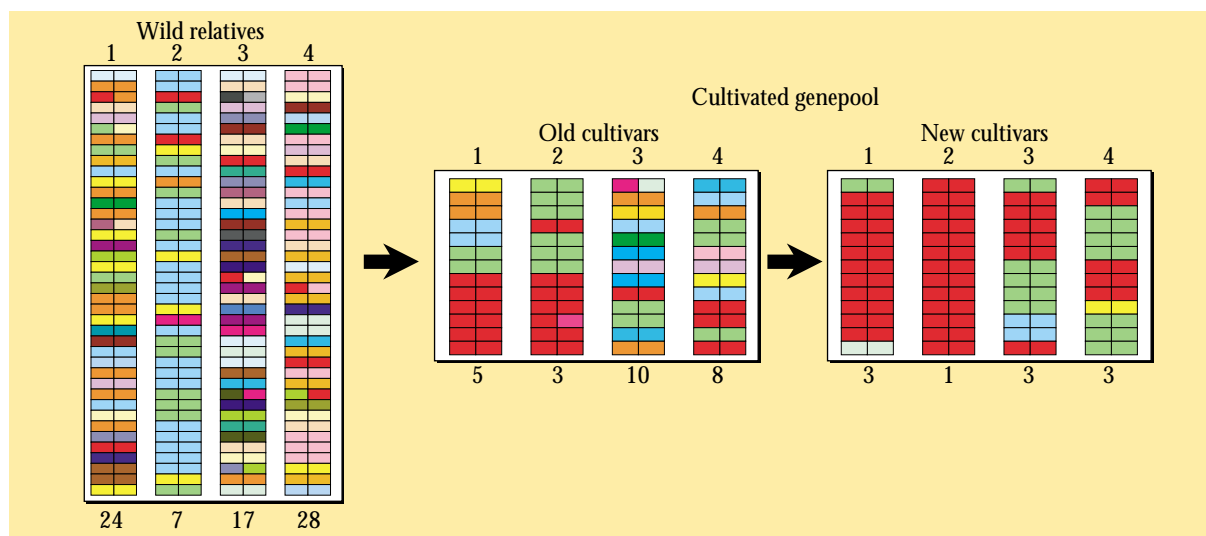 Wild relatives
1 2 3 4
24 7 17 28
Cultivated genepool
Old cultivars
1 2 3 4
5 3 10 8
New cultivars
1 2 3 4
3 1 3 3